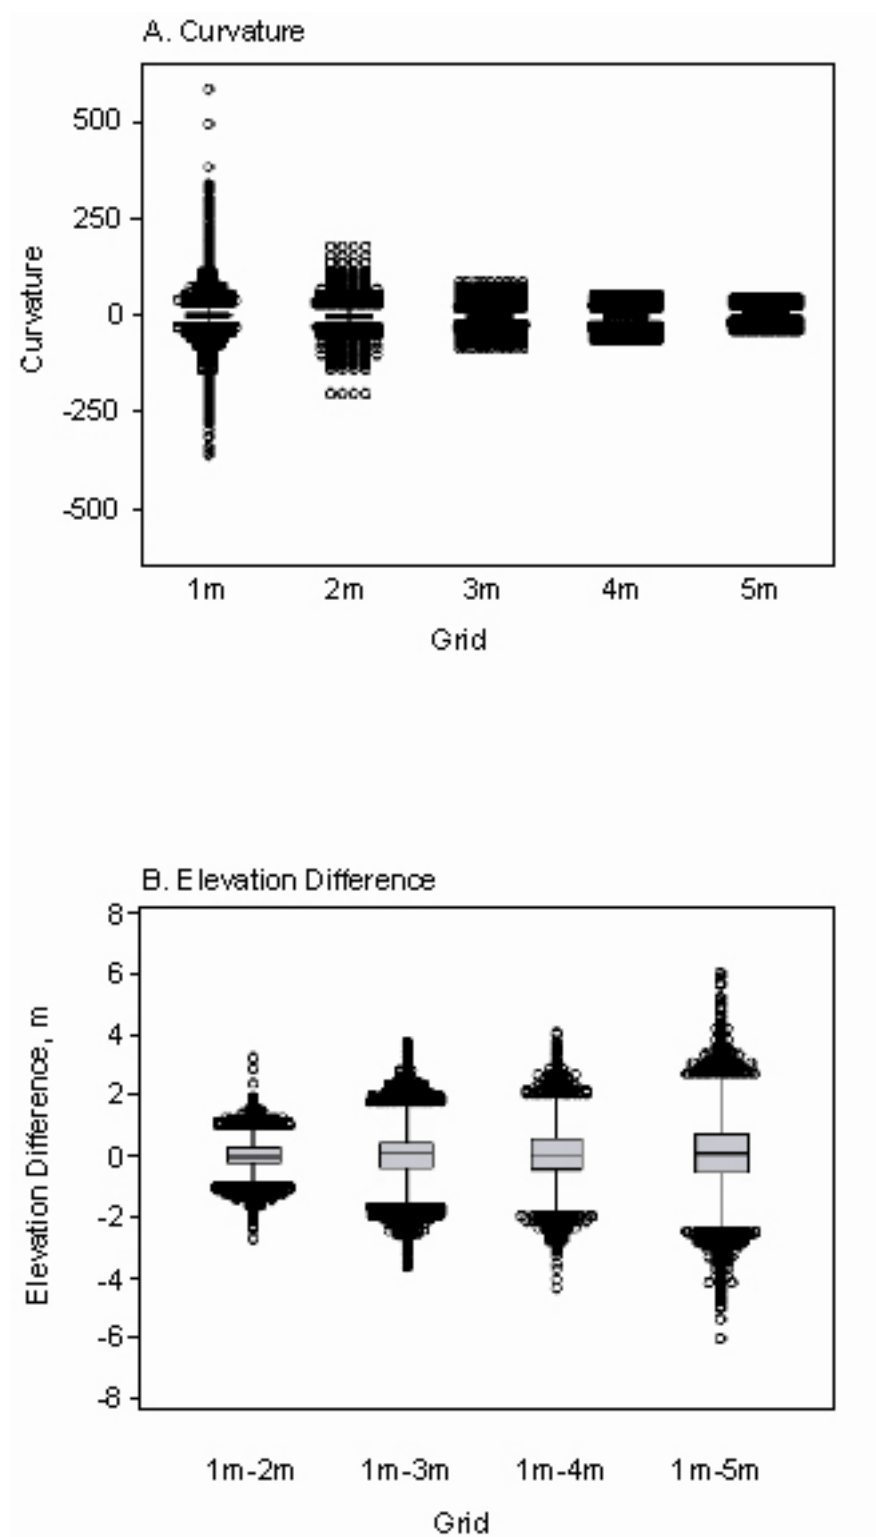 A. Curvature
500
250
0
-250
-500
Curvature
1m 2m 3m 4m 5m
Grid
B. Elevation Difference
8
6
4
2
0
-2
-4
-6
-8
Elevation Difference, m
1m-2m 1m-3m 1m-4m 1m-5m
Grid